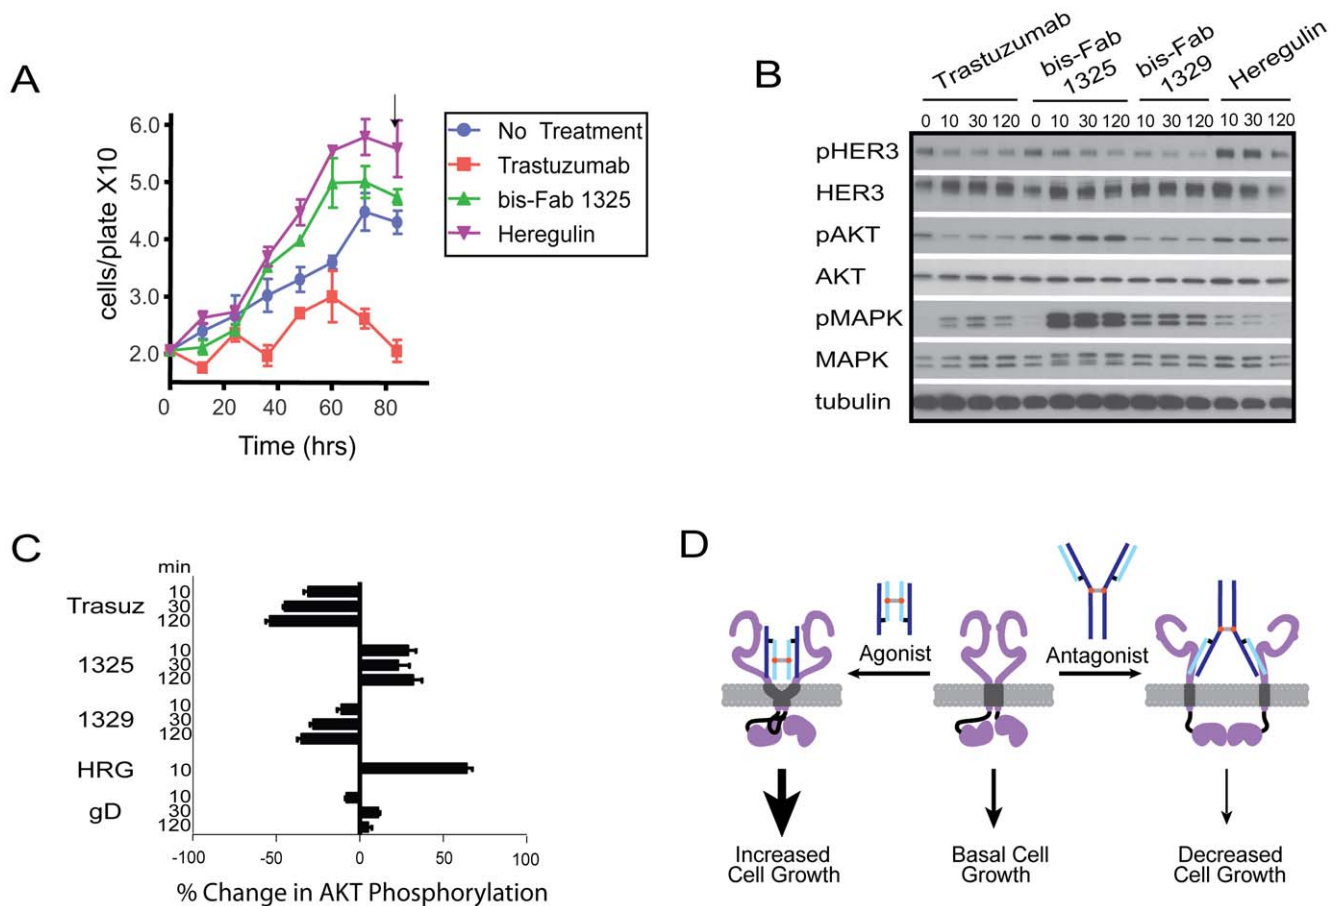 A
cells/plate X10
6.0
5.0
4.0
3.0
2.0
0
20
40
60
80
Time (hrs)
No Treatment
Trastuzumab
bis-Fab 1325
Heregulin
B
Trastuzumab
bis-Fab
1325
bis-Fab
1329
Heregulin
0 10 30 120 0 10 30 120 10 30 120 10 30 120
pHER3
HER3
pAKT
AKT
pMAPK
MAPK
tubulin
C
min
Trasuz
10
30
120
1325
10
30
120
1329
10
30
120
HRG
10
gD
10
30
120
-100 -50 0 50 100
% Change in AKT Phosphorylation
D
Agonist
Antagonist
Increased
Cell Growth
Basal Cell
Growth
Decreased
Cell Growth